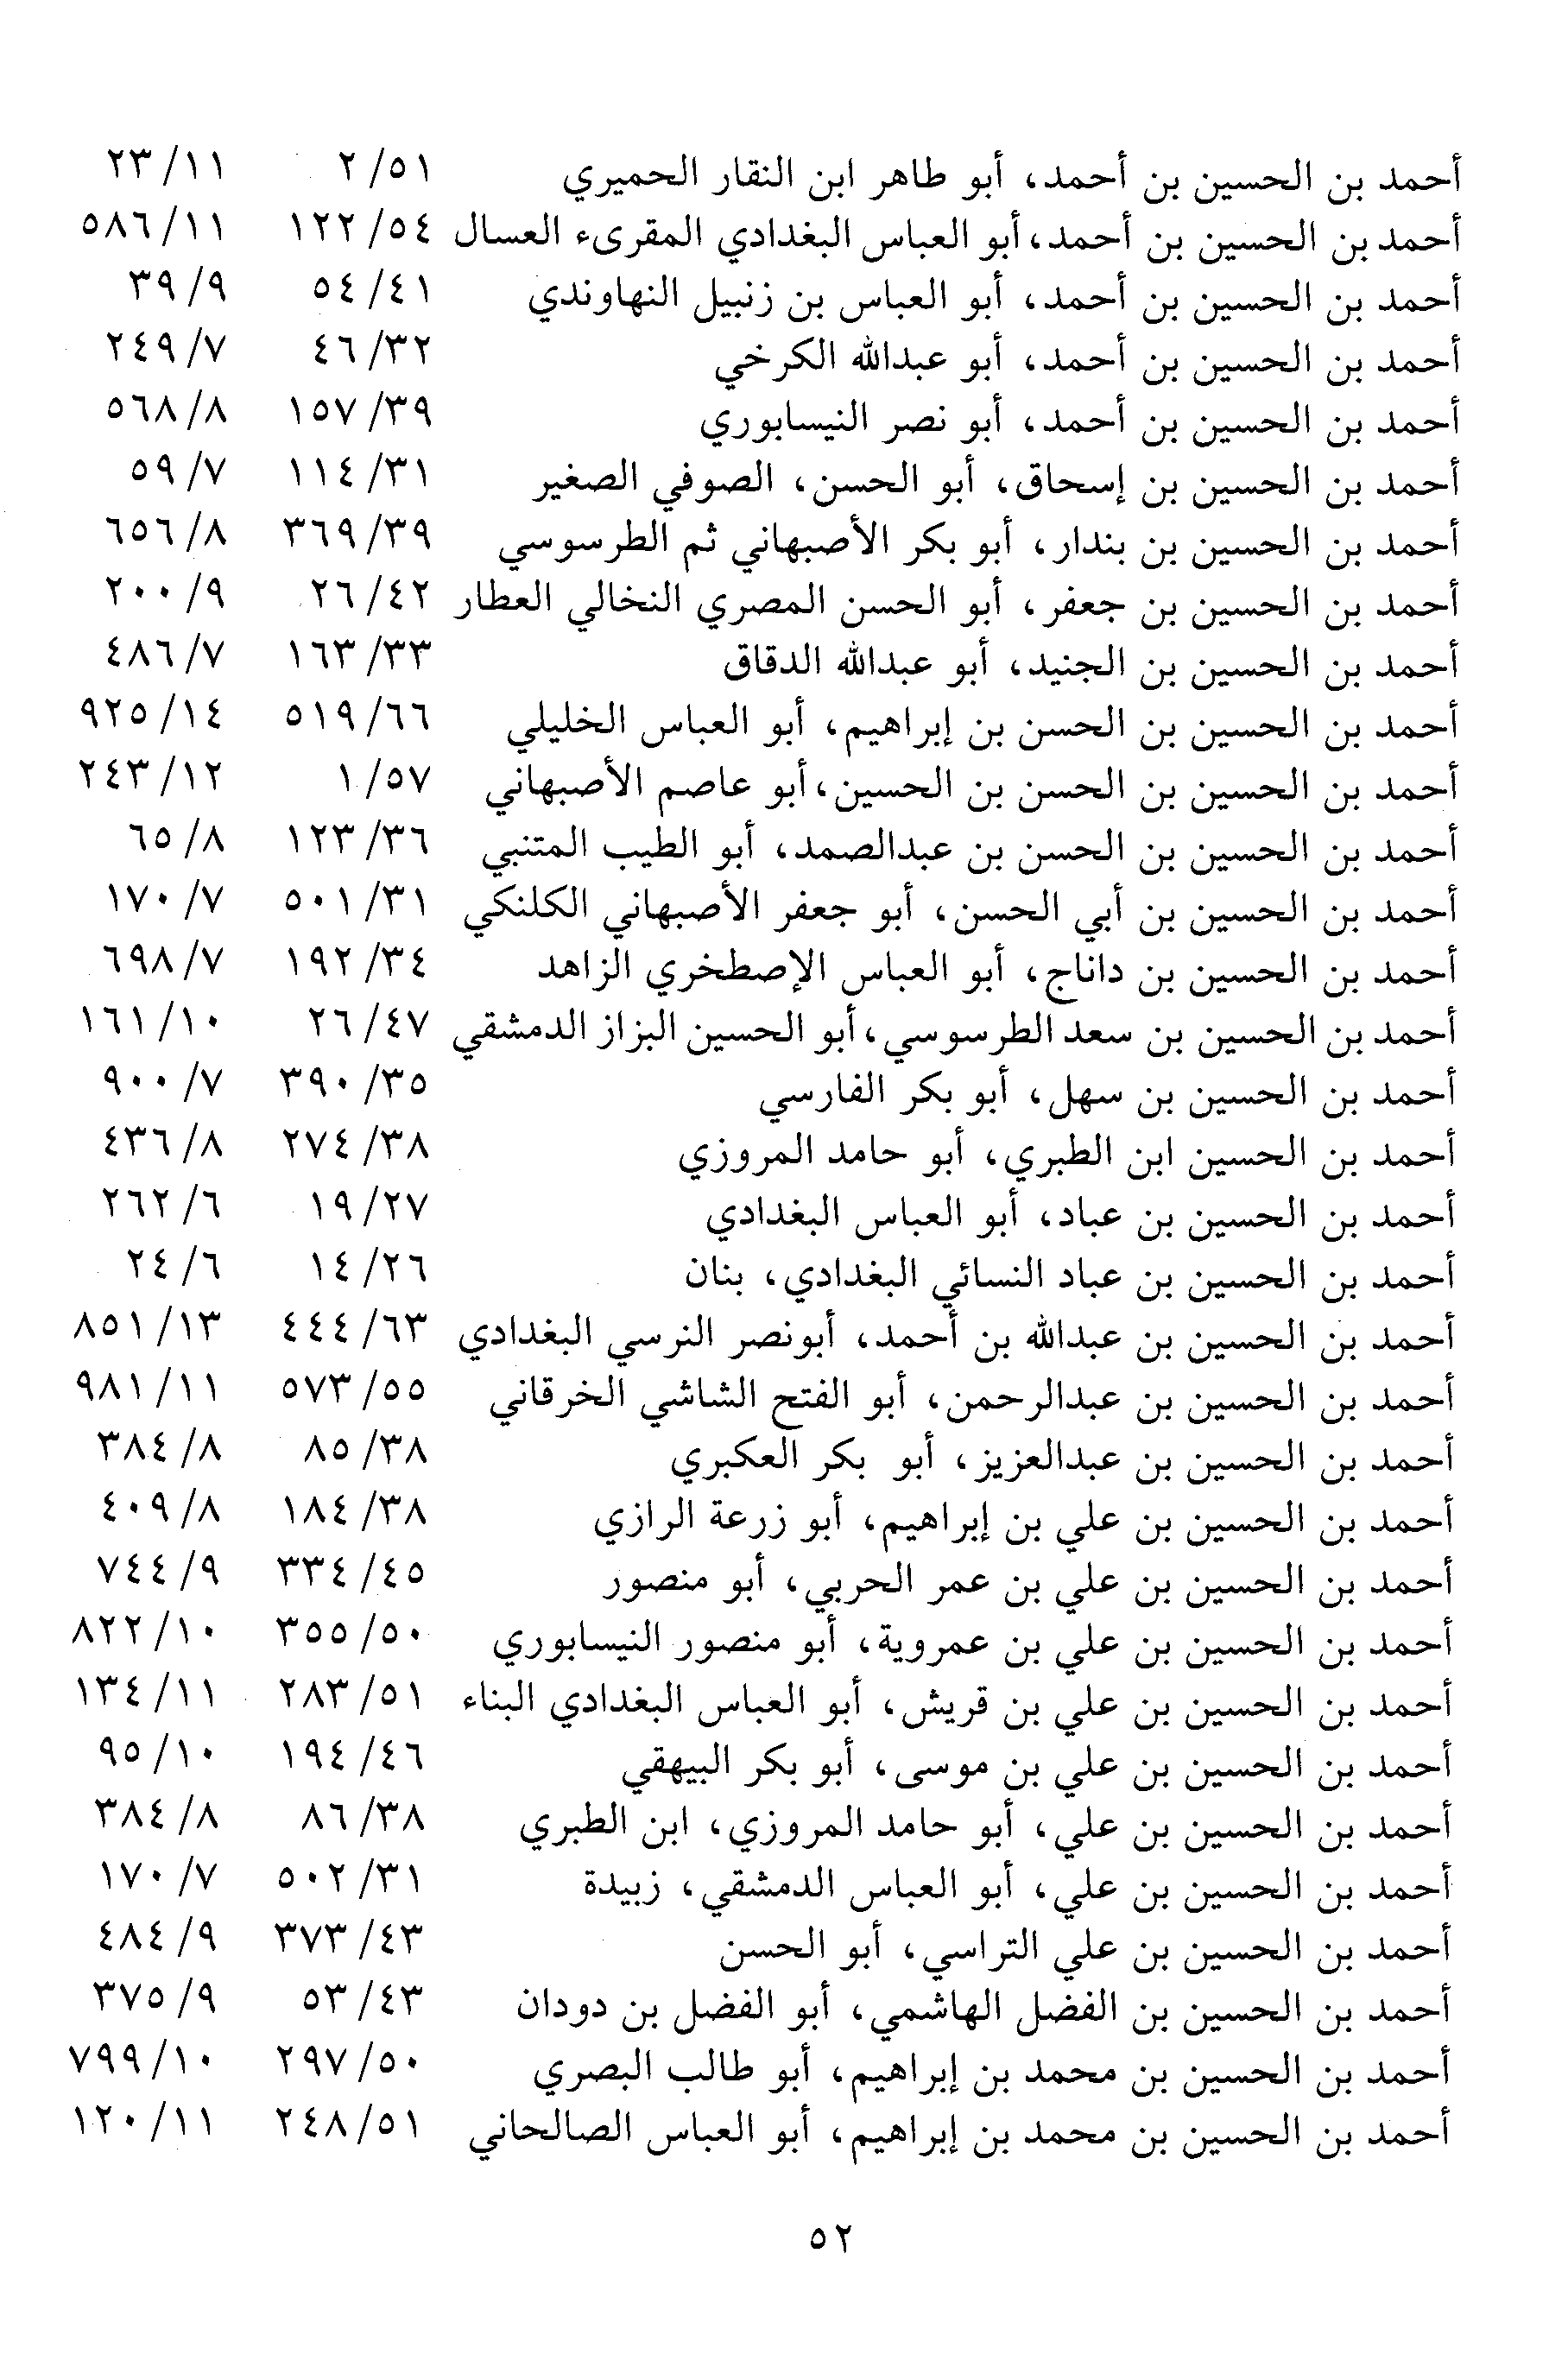 أحمد بن الحسين بن أحمد، أبو طاهر ابن النقار الحميري ٥١/ ٢ ١١/ ٢٣
أحمد بن الحسين بن أحمد، أبو العباس البغدادي المقرىء العسال ٥٤/ ١٢٢ ١١/ ٥٨٦
أحمد بن الحسين بن أحمد، أبو العباس بن زنبيل النهاوندي ٤١/ ٥٤ ٩/ ٣٩
أحمد بن الحسين بن أحمد، أبو عبدالله الكرخي ٣٢/ ٤٦ ٧/ ٢٤٩
أحمد بن الحسين بن أحمد، أبو نصر النيسابوري ٣٩/ ١٥٧ ٨/ ٥٦٨
أحمد بن الحسين بن إسحاق، أبو الحسن، الصوفي الصغير ٣١/ ١١٤ ٧/ ٥٩
أحمد بن الحسين بن بندار، أبو بكر الأصبهاني ثم الطرسوسي ٣٩/ ٣٦٩ ٨/ ٦٥٦
أحمد بن الحسين بن جعفر، أبو الحسن المصري النخالي العطار ٤٢/ ٢٦ ٩/ ٢٠٠
أحمد بن الحسين بن الجنيد، أبو عبدالله الدقاق ٣٣/ ١٦٣ ٧/ ٤٨٦
أحمد بن الحسين بن الحسن بن إبراهيم، أبو العباس الخليلي ٦٦/ ٥١٩ ١٤/ ٩٢٥
أحمد بن الحسين بن الحسن بن الحسين، أبو عاصم الأصبهاني ٥٧/ ١ ١٢/ ٢٤٣
أحمد بن الحسين بن الحسن بن عبدالصمد، أبو الطيب المتنبي ٣٦/ ١٢٣ ٨/ ٦٥
أحمد بن الحسين بن أبي الحسن، أبو جعفر الأصبهاني الكلنكي ٣١/ ٥٠١ ٧/ ١٧٠
أحمد بن الحسين بن داناج، أبو العباس الإصطخري الزاهد ٣٤/ ١٩٢ ٧/ ٦٩٨
أحمد بن الحسين بن سعد الطرسوسي، أبو الحسين البزاز الدمشقي ٤٧/ ٢٦ ١٠/ ١٦١
أحمد بن الحسين بن سهل، أبو بكر الفارسي ٣٥/ ٣٩٠ ٧/ ٩٠٠
أحمد بن الحسين ابن الطبري، أبو حامد المروزي ٣٨/ ٢٧٤ ٨/ ٤٣٦
أحمد بن الحسين بن عباد، أبو العباس البغدادي ٢٧/ ١٩ ٦/ ٢٦٢
أحمد بن الحسين بن عباد النسائي البغدادي، بنان ٢٦/ ١٤ ٦/ ٢٤
أحمد بن الحسين بن عبدالله بن أحمد، أبونصر النرسي البغدادي ٦٣/ ٤٤٤ ١٣/ ٨٥١
أحمد بن الحسين بن عبدالرحمن، أبو الفتح الشاشي الخرقاني ٥٥/ ٥٧٣ ١١/ ٩٨١
أحمد بن الحسين بن عبدالعزيز، أبو بكر العكبري ٣٨/ ٨٥ ٨/ ٣٨٤
أحمد بن الحسين بن علي بن إبراهيم، أبو زرعة الرازي ٣٨/ ١٨٤ ٨/ ٤٠٩
أحمد بن الحسين بن علي بن عمر الحربي، أبو منصور ٤٥/ ٣٣٤ ٩/ ٧٤٤
أحمد بن الحسين بن علي بن عمروية، أبو منصور النيسابوري ٥٠/ ٣٥٥ ١٠/ ٨٢٢
أحمد بن الحسين بن علي بن قريش، أبو العباس البغدادي البناء ٥١/ ٢٨٣ ١١/ ١٣٤
أحمد بن الحسين بن علي بن موسى، أبو بكر البيهقي ٤٦/ ١٩٤ ١٠/ ٩٥
أحمد بن الحسين بن علي، أبو حامد المروزي، ابن الطبري ٣٨/ ٨٦ ٨/ ٣٨٤
أحمد بن الحسين بن علي، أبو العباس الدمشقي، زبيدة ٣١/ ٥٠٢ ٧/ ١٧٠
أحمد بن الحسين بن علي التراسي، أبو الحسن ٤٣/ ٣٧٣ ٩/ ٤٨٤
أحمد بن الحسين بن الفضل الهاشمي، أبو الفضل بن دودان ٤٣/ ٥٣ ٩/ ٣٧٥
أحمد بن الحسين بن محمد بن إبراهيم، أبو طالب البصري ٥٠/ ٢٩٧ ١٠/ ٧٩٩
أحمد بن الحسين بن محمد بن إبراهيم، أبو العباس الصالحاني ٥١/ ٢٤٨ ١١/ ١٢٠
٥٢